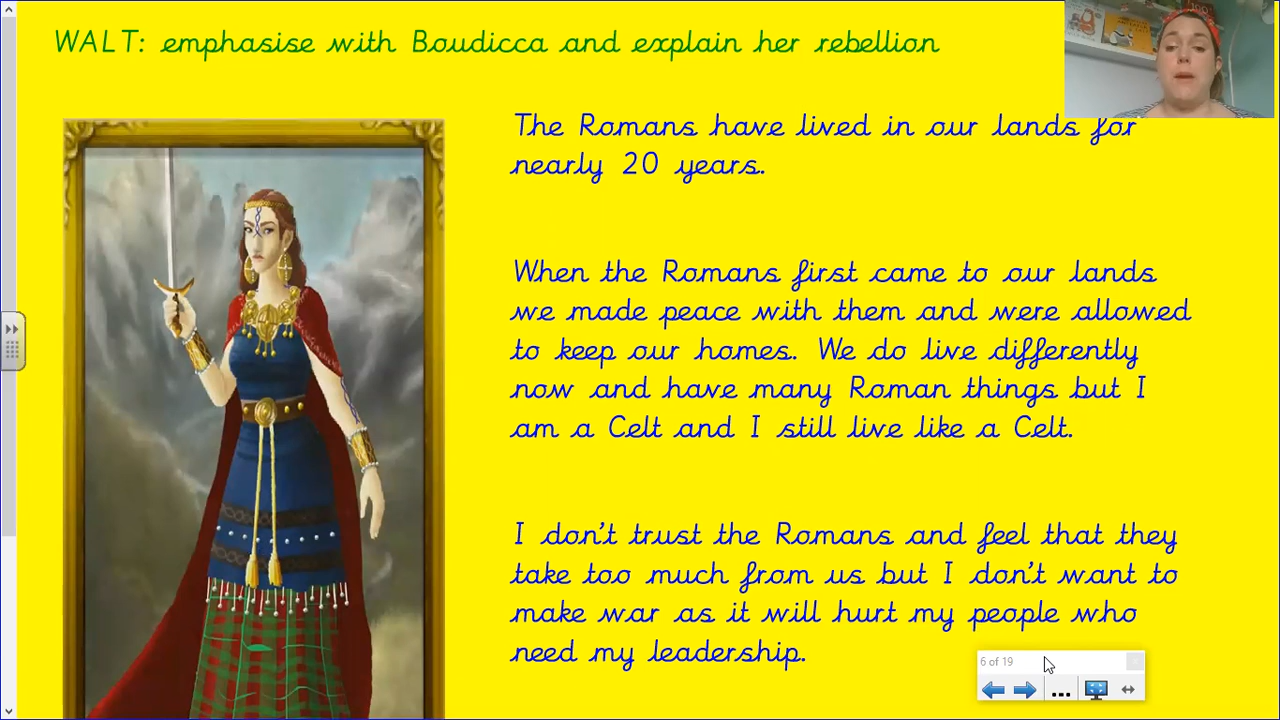 WALT: emphasise with Boudicca and explain her rebellion
The Romans have lived in our lands for
nearly 20 years.
When the Romans first came to our lands
we made peace with them and were allowed
to keep our homes. We do live differently
now and have many Roman things but I
am a Celt and I still live like a Celt.
I don't trust the Romans and feel that they
take too much from us but I don't want to
make war as it will hurt my people who
need my leadership.
6 of 19